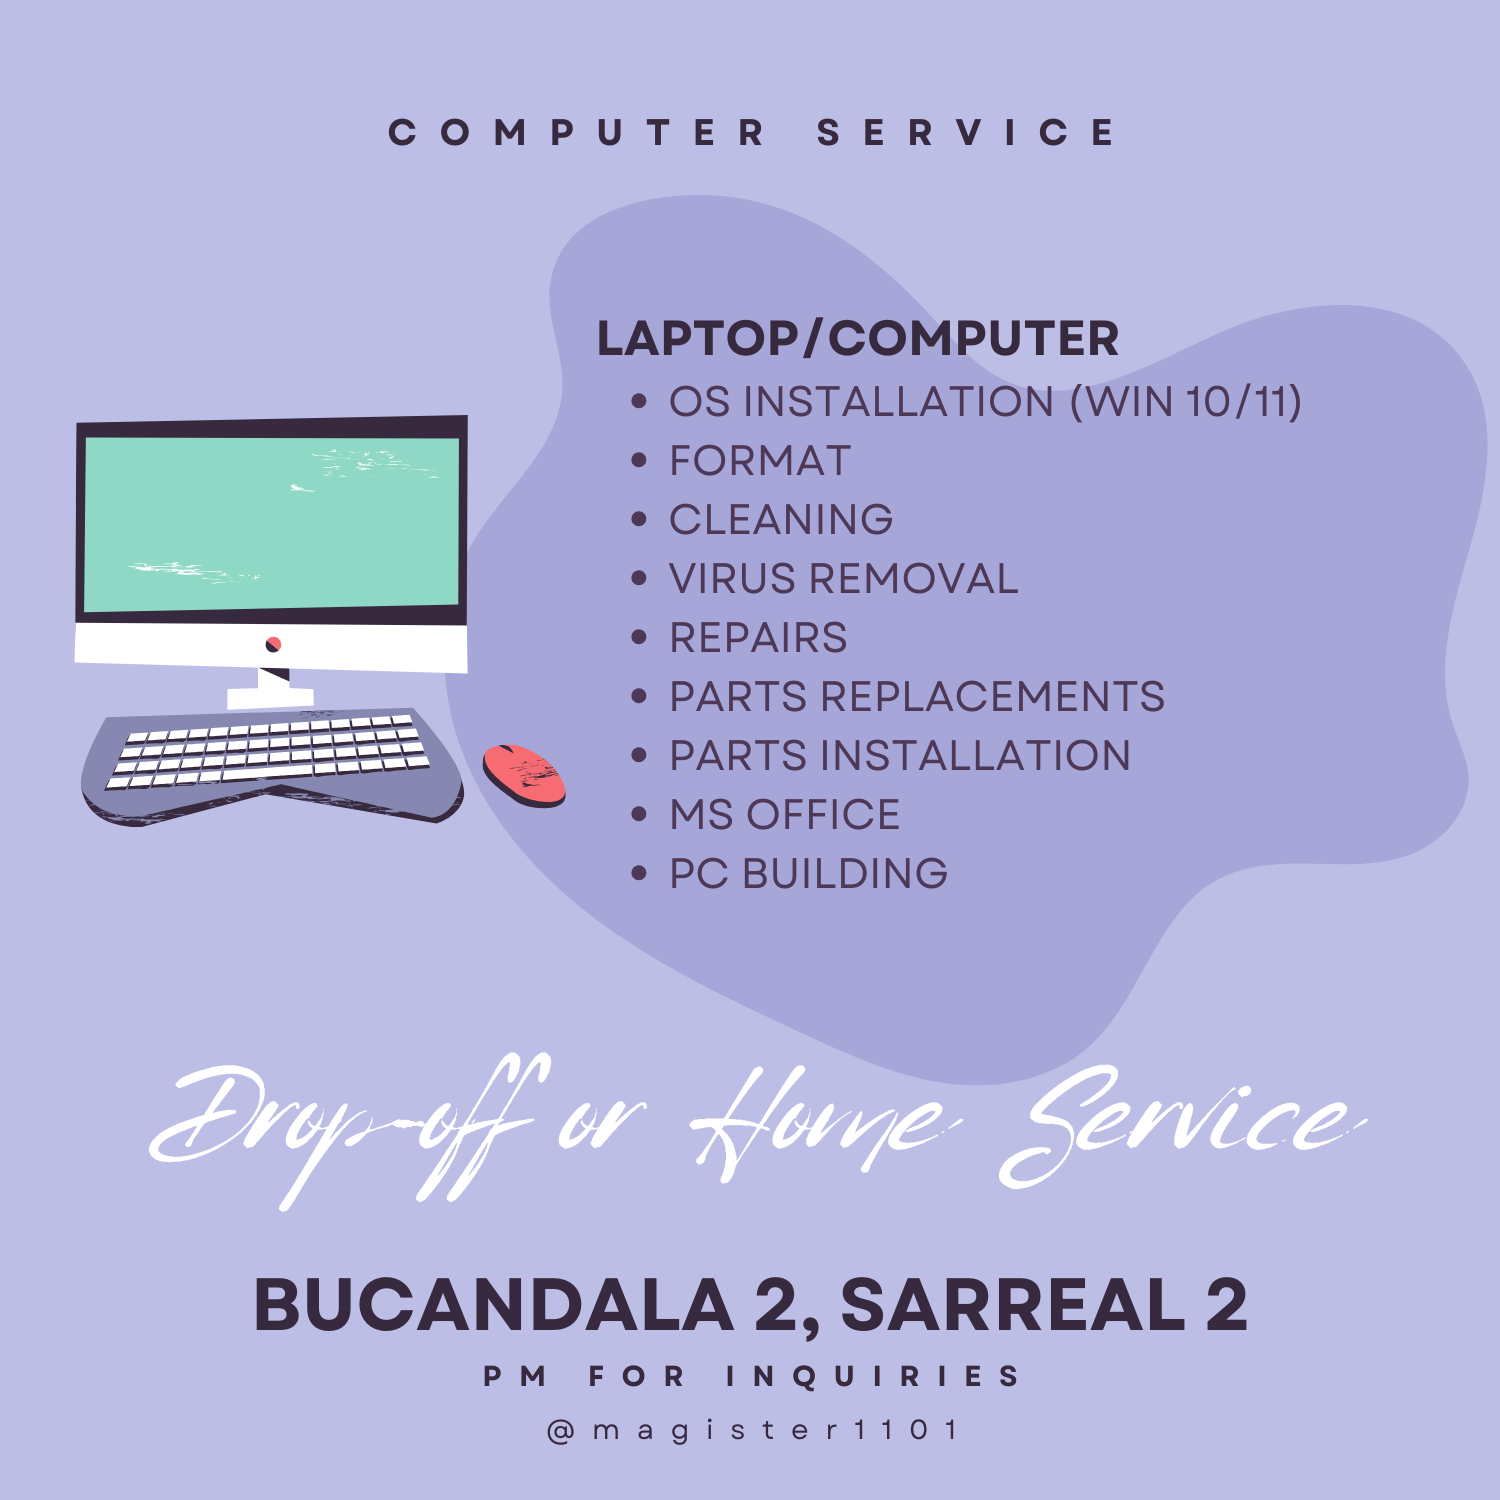 COMPUTER SERVICE
LAPTOP/COMPUTER
• OS INSTALLATION (WIN 10/11)
• FORMAT
• CLEANING
• VIRUS REMOVAL
• REPAIRS
• PARTS REPLACEMENTS
• PARTS INSTALLATION
• MS OFFICE
• PC BUILDING
Drop-off or Home Service
BUCANDALA 2, SARREAL 2
PM FOR INQUIRIES
@magister1101